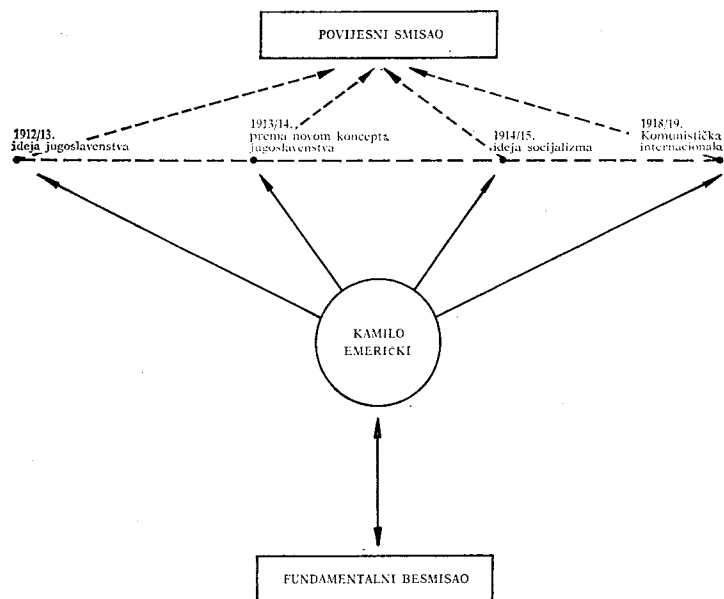 POVIJESNI SMISAO
1912/13.
ideja jugoslavenstva
1913/14.
prema novom konceptu
jugoslavenstva
1914/15.
ideja socijalizma
1918/19.
Komunistička
internacionala
KAMILO
EMERIČKI
FUNDAMENTALNI BESMISAO